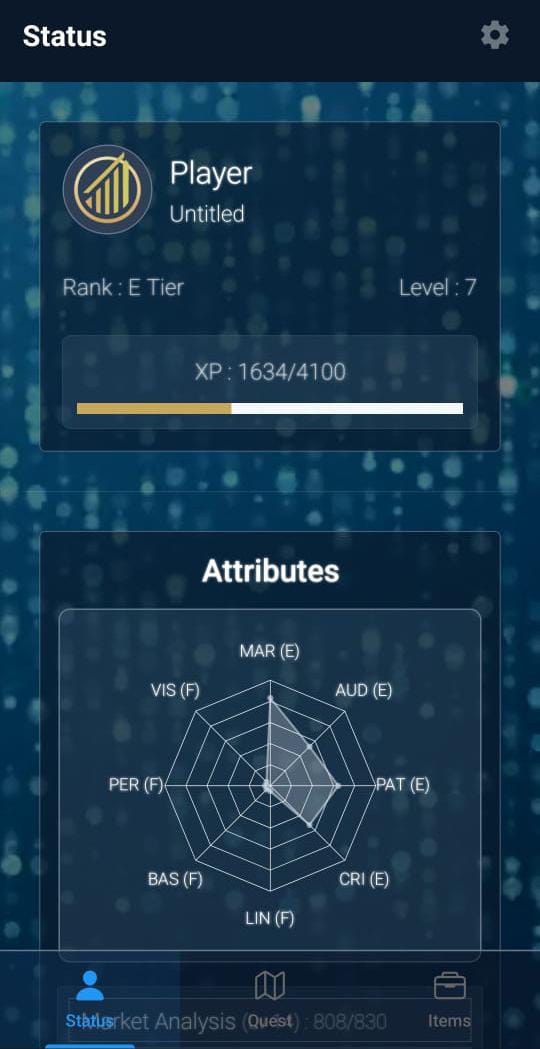 Status
Player
Untitled
Rank : E Tier
Level : 7
XP : 1634/4100
Attributes
MAR (E)
VIS (F)
AUD (E)
PER (F)
PAT (E)
BAS (F)
CRI (E)
LIN (F)
Market Analysis : 808/830
Status
Quest
Items